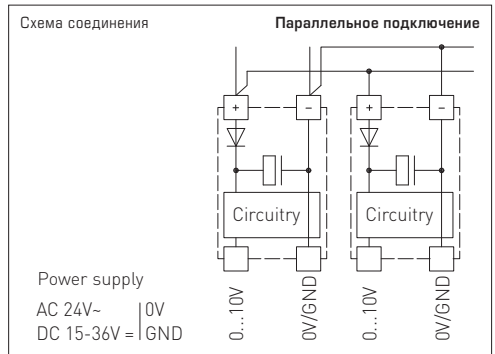 Схема соединения
Параллельное подключение
+
−
+
−
Circuitry
Circuitry
Power supply
AC 24V~ | 0V
DC 15-36V = | GND
0...10V
0V/GND
0...10V
0V/GND